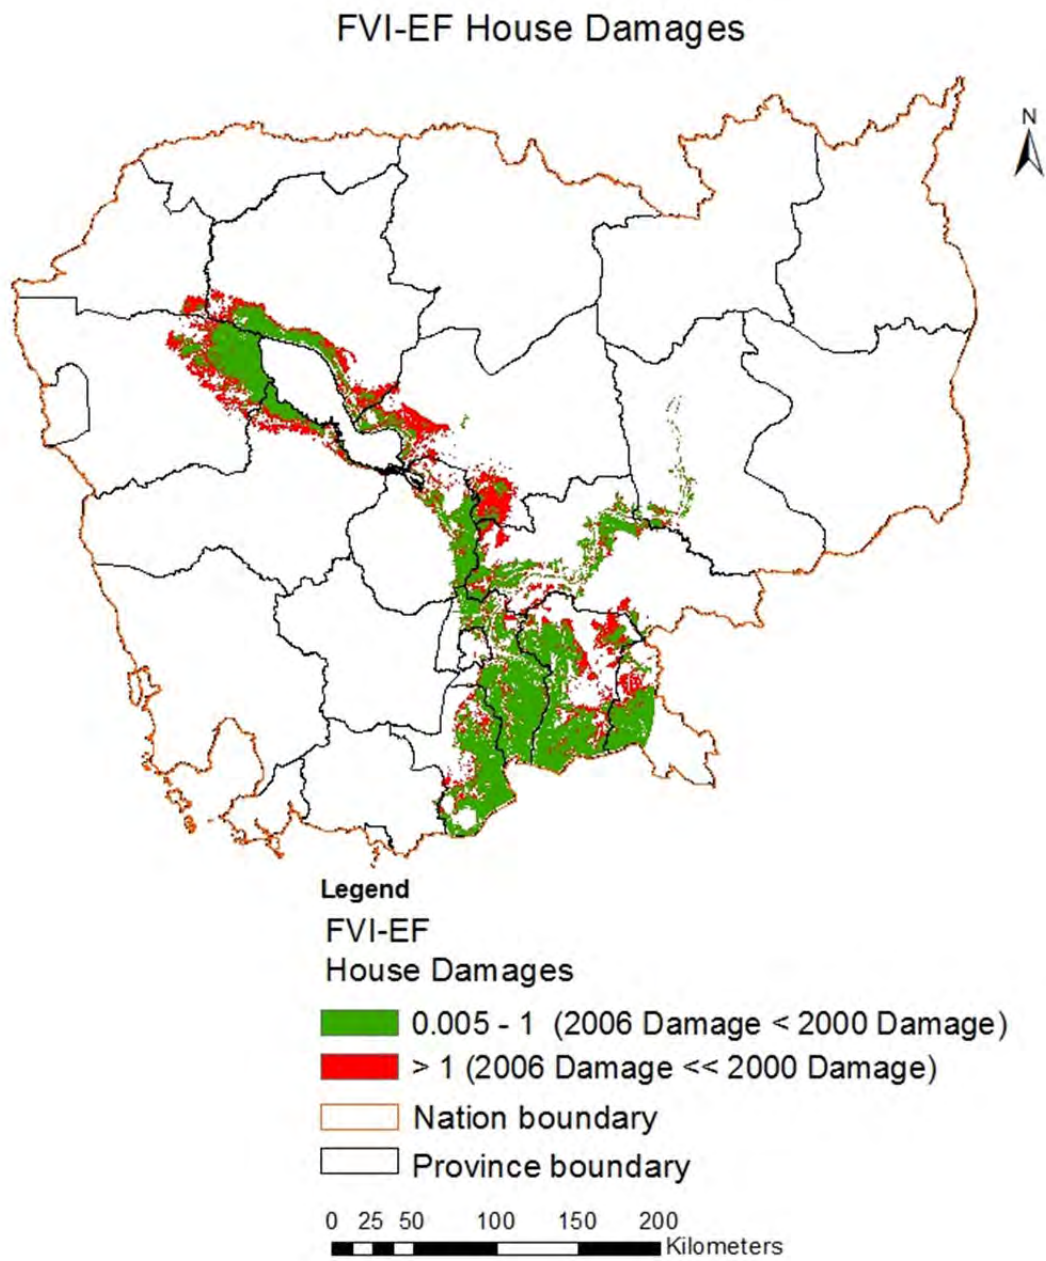 FVI-EF House Damages
N
Legend
FVI-EF
House Damages
0.005 - 1 (2006 Damage < 2000 Damage)
> 1 (2006 Damage << 2000 Damage)
Nation boundary
Province boundary
0 25 50 100 150 200
Kilometers